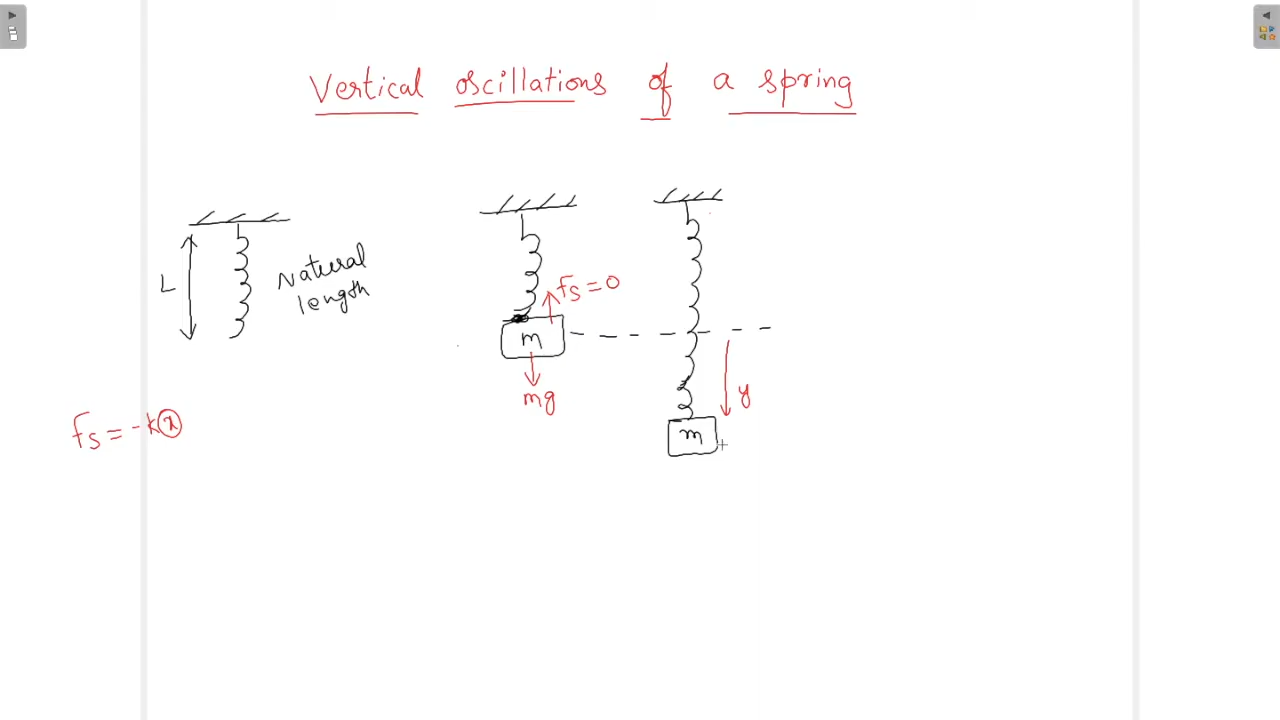 Vertical oscillations of a spring
L
Natural
length
fs = 0
m
mg
y
m
fs = -kx